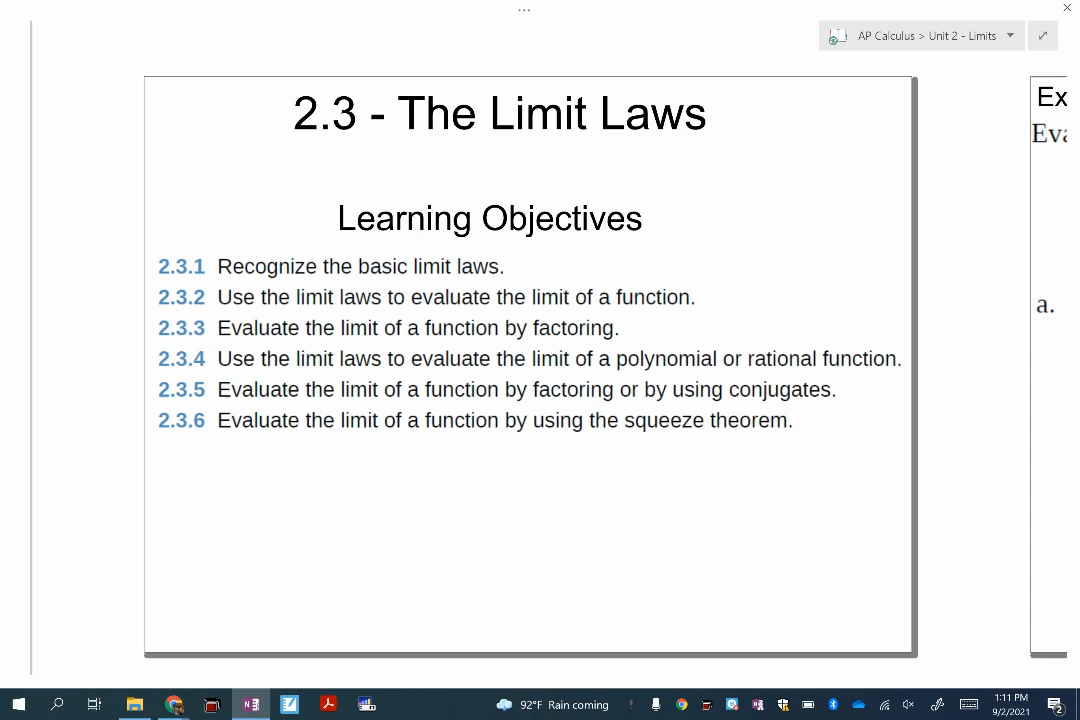 ...
AP Calculus > Unit 2 - Limits
2.3 - The Limit Laws
Learning Objectives
2.3.1 Recognize the basic limit laws.
2.3.2 Use the limit laws to evaluate the limit of a function.
2.3.3 Evaluate the limit of a function by factoring.
2.3.4 Use the limit laws to evaluate the limit of a polynomial or rational function.
2.3.5 Evaluate the limit of a function by factoring or by using conjugates.
2.3.6 Evaluate the limit of a function by using the squeeze theorem.
Ex
Eva
a.
92°F Rain coming
1:11 PM
9/2/2021
2